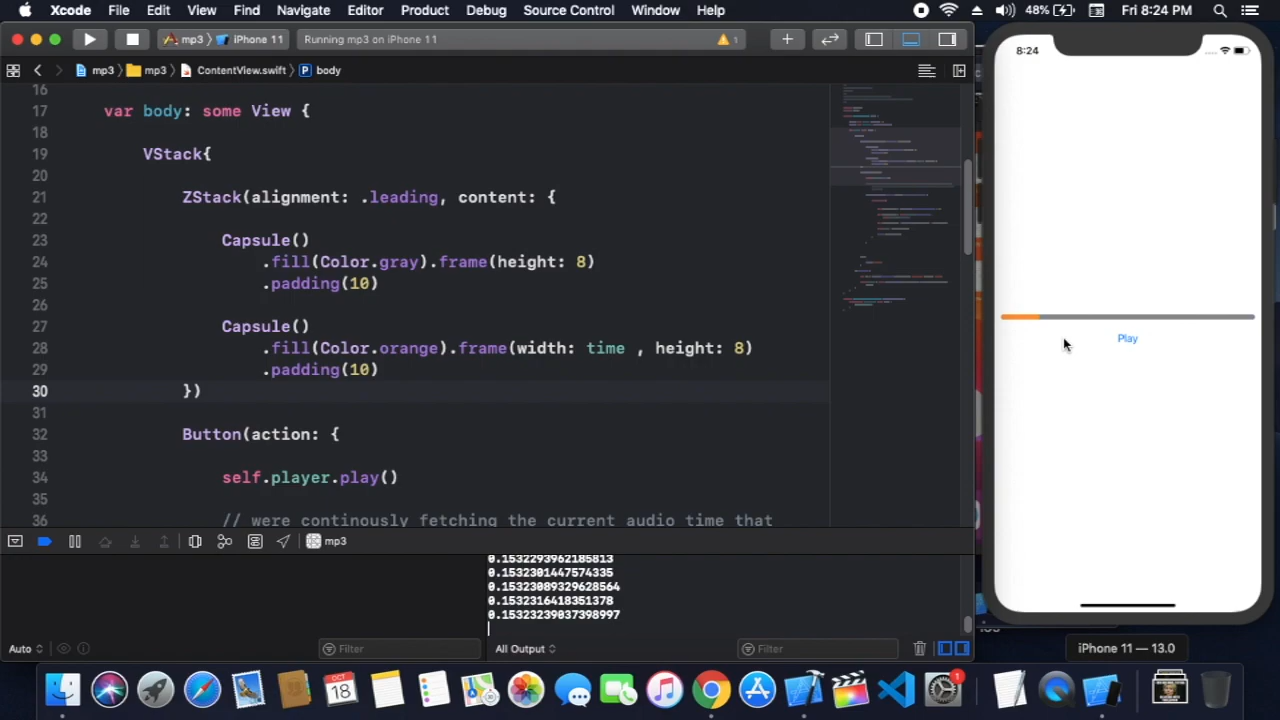 Xcode File Edit View Find Navigate Editor Product Debug Source Control Window Help 48% Fri 8:24 PM
mp3 iPhone 11 Running mp3 on iPhone 11 1
mp3 mp3 ContentView.swift P body
16
17 var body: some View {
18
19 VStack{
20
21 ZStack(alignment: .leading, content: {
22
23 Capsule()
24 .fill(Color.gray).frame(height: 8)
25 .padding(10)
26
27 Capsule()
28 .fill(Color.orange).frame(width: time , height: 8)
29 .padding(10)
30 })
31
32 Button(action: {
33
34 self.player.play()
35
36 // were continously fetching the current audio time that
mp3
0.1532293962185813
0.1532301447574335
0.15323089329628564
0.1532316418351378
0.15323239037398997
Auto Filter All Output Filter
8:24
Play
iPhone 11 — 13.0
OCT
18
1